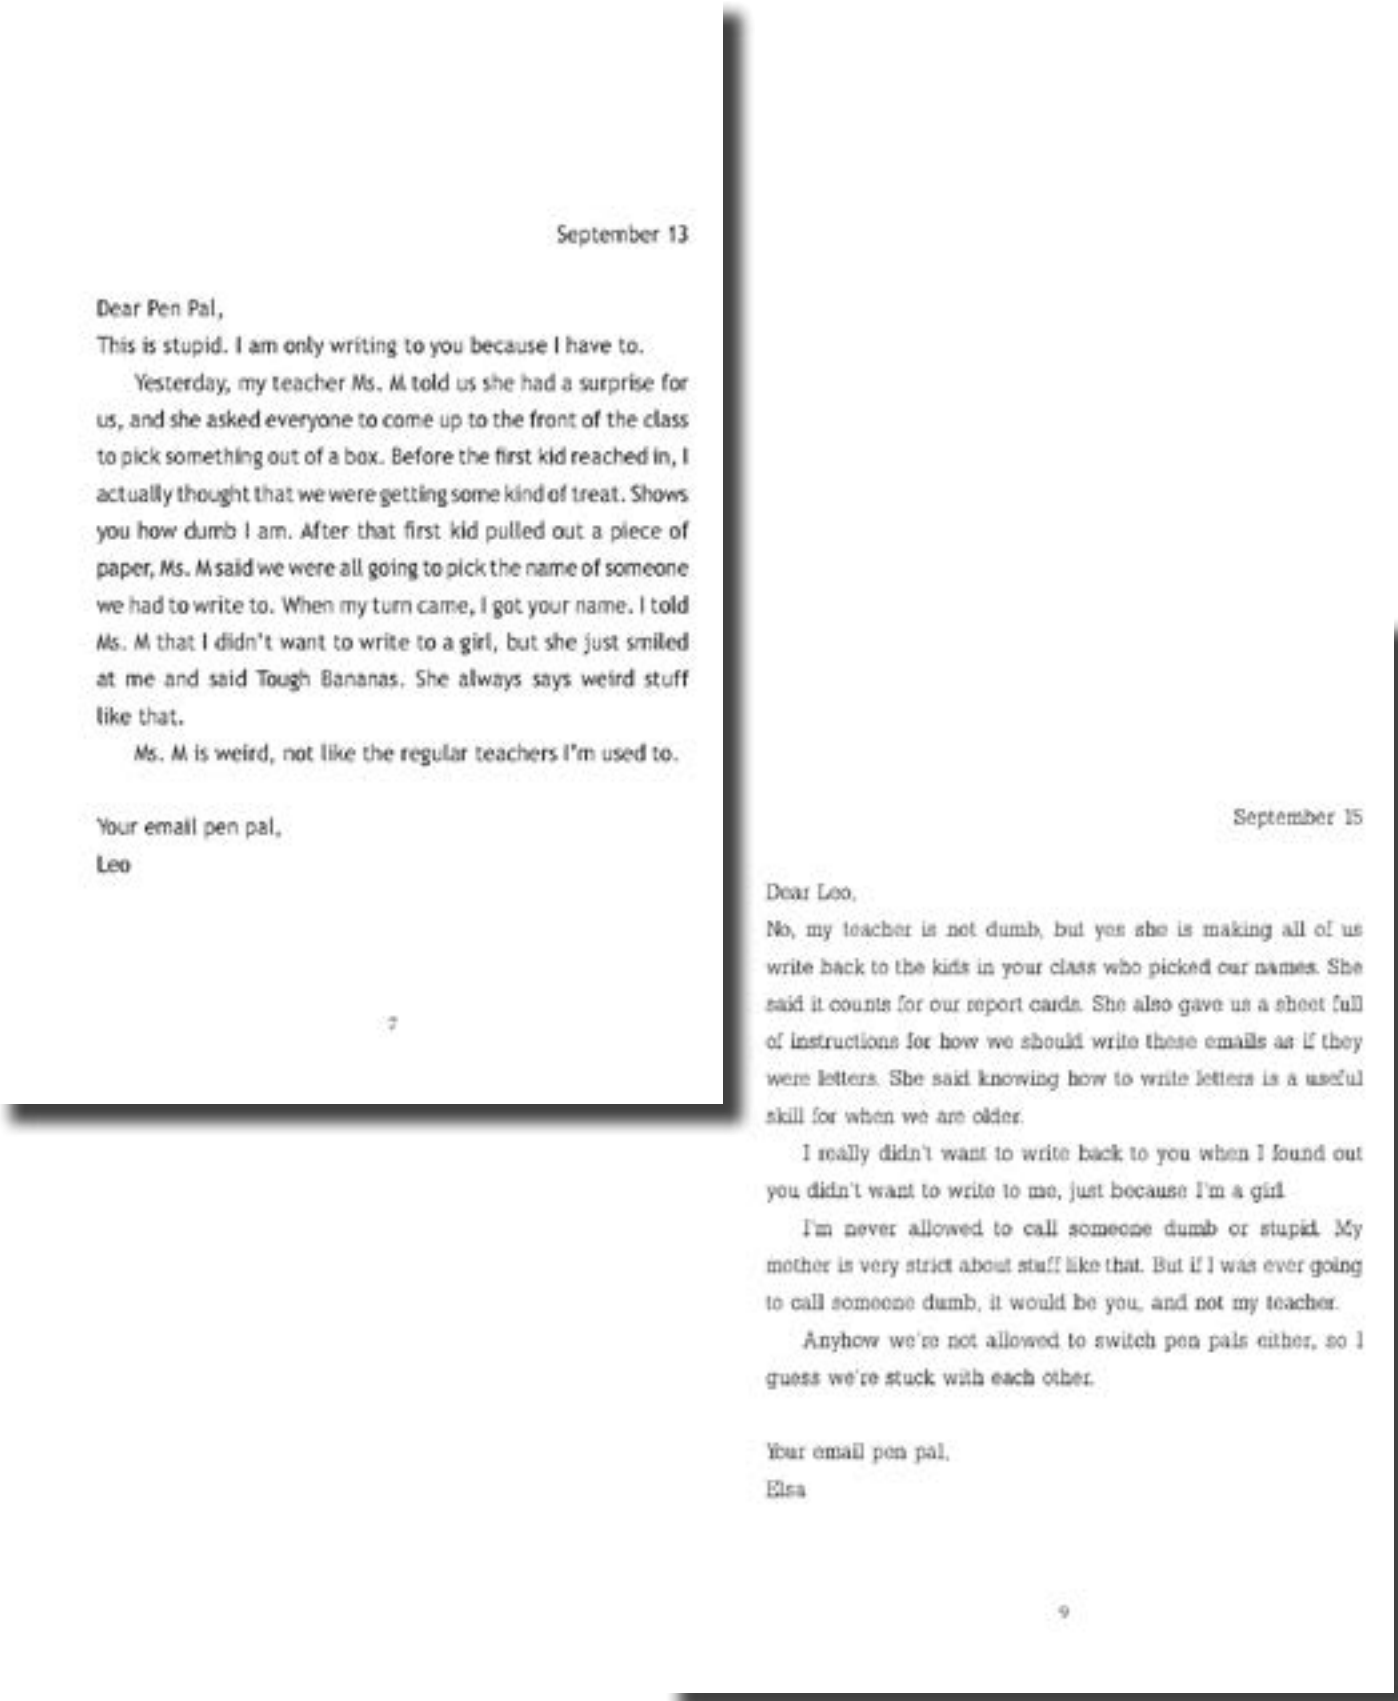 September 13
Dear Pen Pal,
This is stupid. I am only writing to you because I have to.
Yesterday, my teacher Ms. M told us she had a surprise for
us, and she asked everyone to come up to the front of the class
to pick something out of a box. Before the first kid reached in, I
actually thought that we were getting some kind of treat. Shows
you how dumb I am. After that first kid pulled out a piece of
paper, Ms. M said we were all going to pick the name of someone
we had to write to. When my turn came, I got your name. I told
Ms. M that I didn't want to write to a girl, but she just smiled
at me and said Tough Bananas. She always says weird stuff
like that.
Ms. M is weird, not like the regular teachers I'm used to.
Your email pen pal,
Leo
7
September 15
Dear Leo,
No, my teacher is not dumb, but yes she is making all of us
write back to the kids in your class who picked our names. She
said it counts for our report cards. She also gave us a sheet full
of instructions for how we should write these emails as if they
were letters. She said knowing how to write letters is a useful
skill for when we are older.
I really didn't want to write back to you when I found out
you didn't want to write to me, just because I'm a girl.
I'm never allowed to call someone dumb or stupid. My
mother is very strict about stuff like that. But if I was ever going
to call someone dumb, it would be you, and not my teacher.
Anyhow we're not allowed to switch pen pals either, so I
guess we're stuck with each other.
Your email pen pal,
Elsa
9